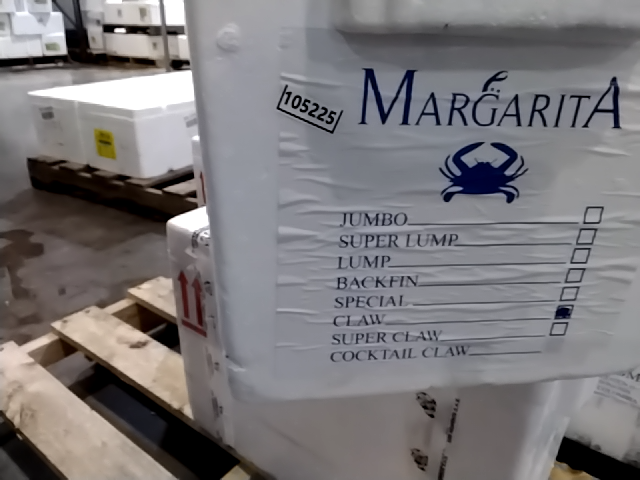 105225
MARGARITA
JUMBO
SUPER LUMP
LUMP
BACKFIN
SPECIAL
CLAW
SUPER CLAW
COCKTAIL CLAW